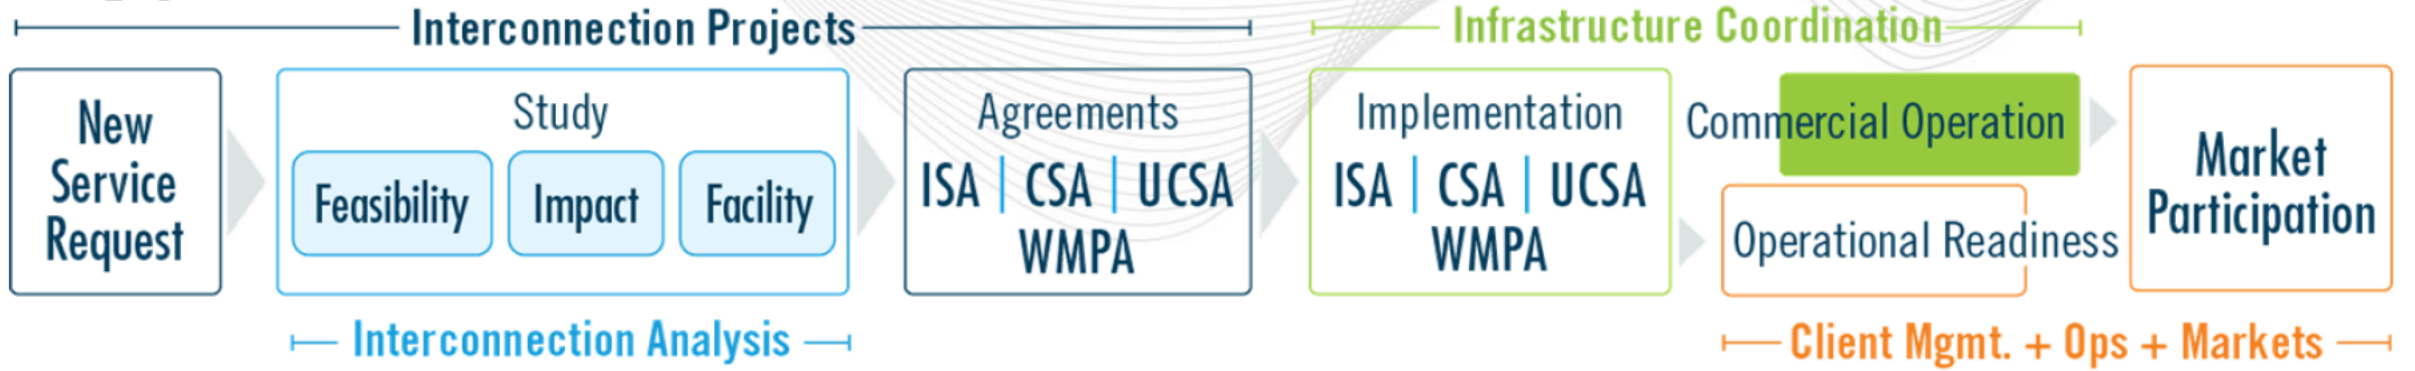 Interconnection Projects
Infrastructure Coordination
New
Service
Request
Study
Feasibility
Impact
Facility
Agreements
ISA | CSA | UCSA
WMPA
Implementation
ISA | CSA | UCSA
WMPA
Commercial Operation
Operational Readiness
Market
Participation
Interconnection Analysis
Client Mgmt. + Ops + Markets